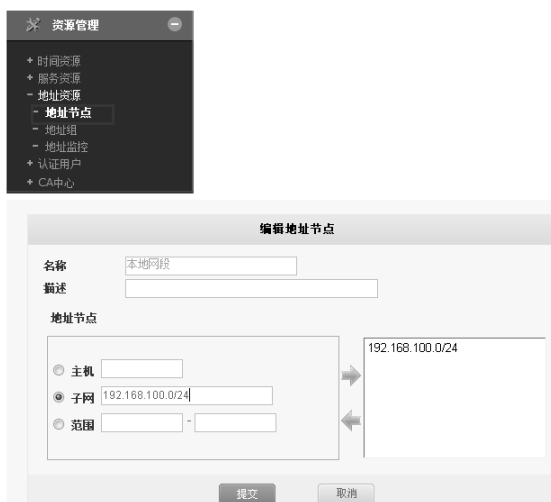 资源管理
+ 时间资源
+ 服务资源
- 地址资源
- 地址节点
- 地址组
- 地址监控
+ 认证用户
+ CA中心
编辑地址节点
名称 本地网段
描述
地址节点
192.168.100.0/24
主机
子网 192.168.100.0/24
范围 -
提交 取消